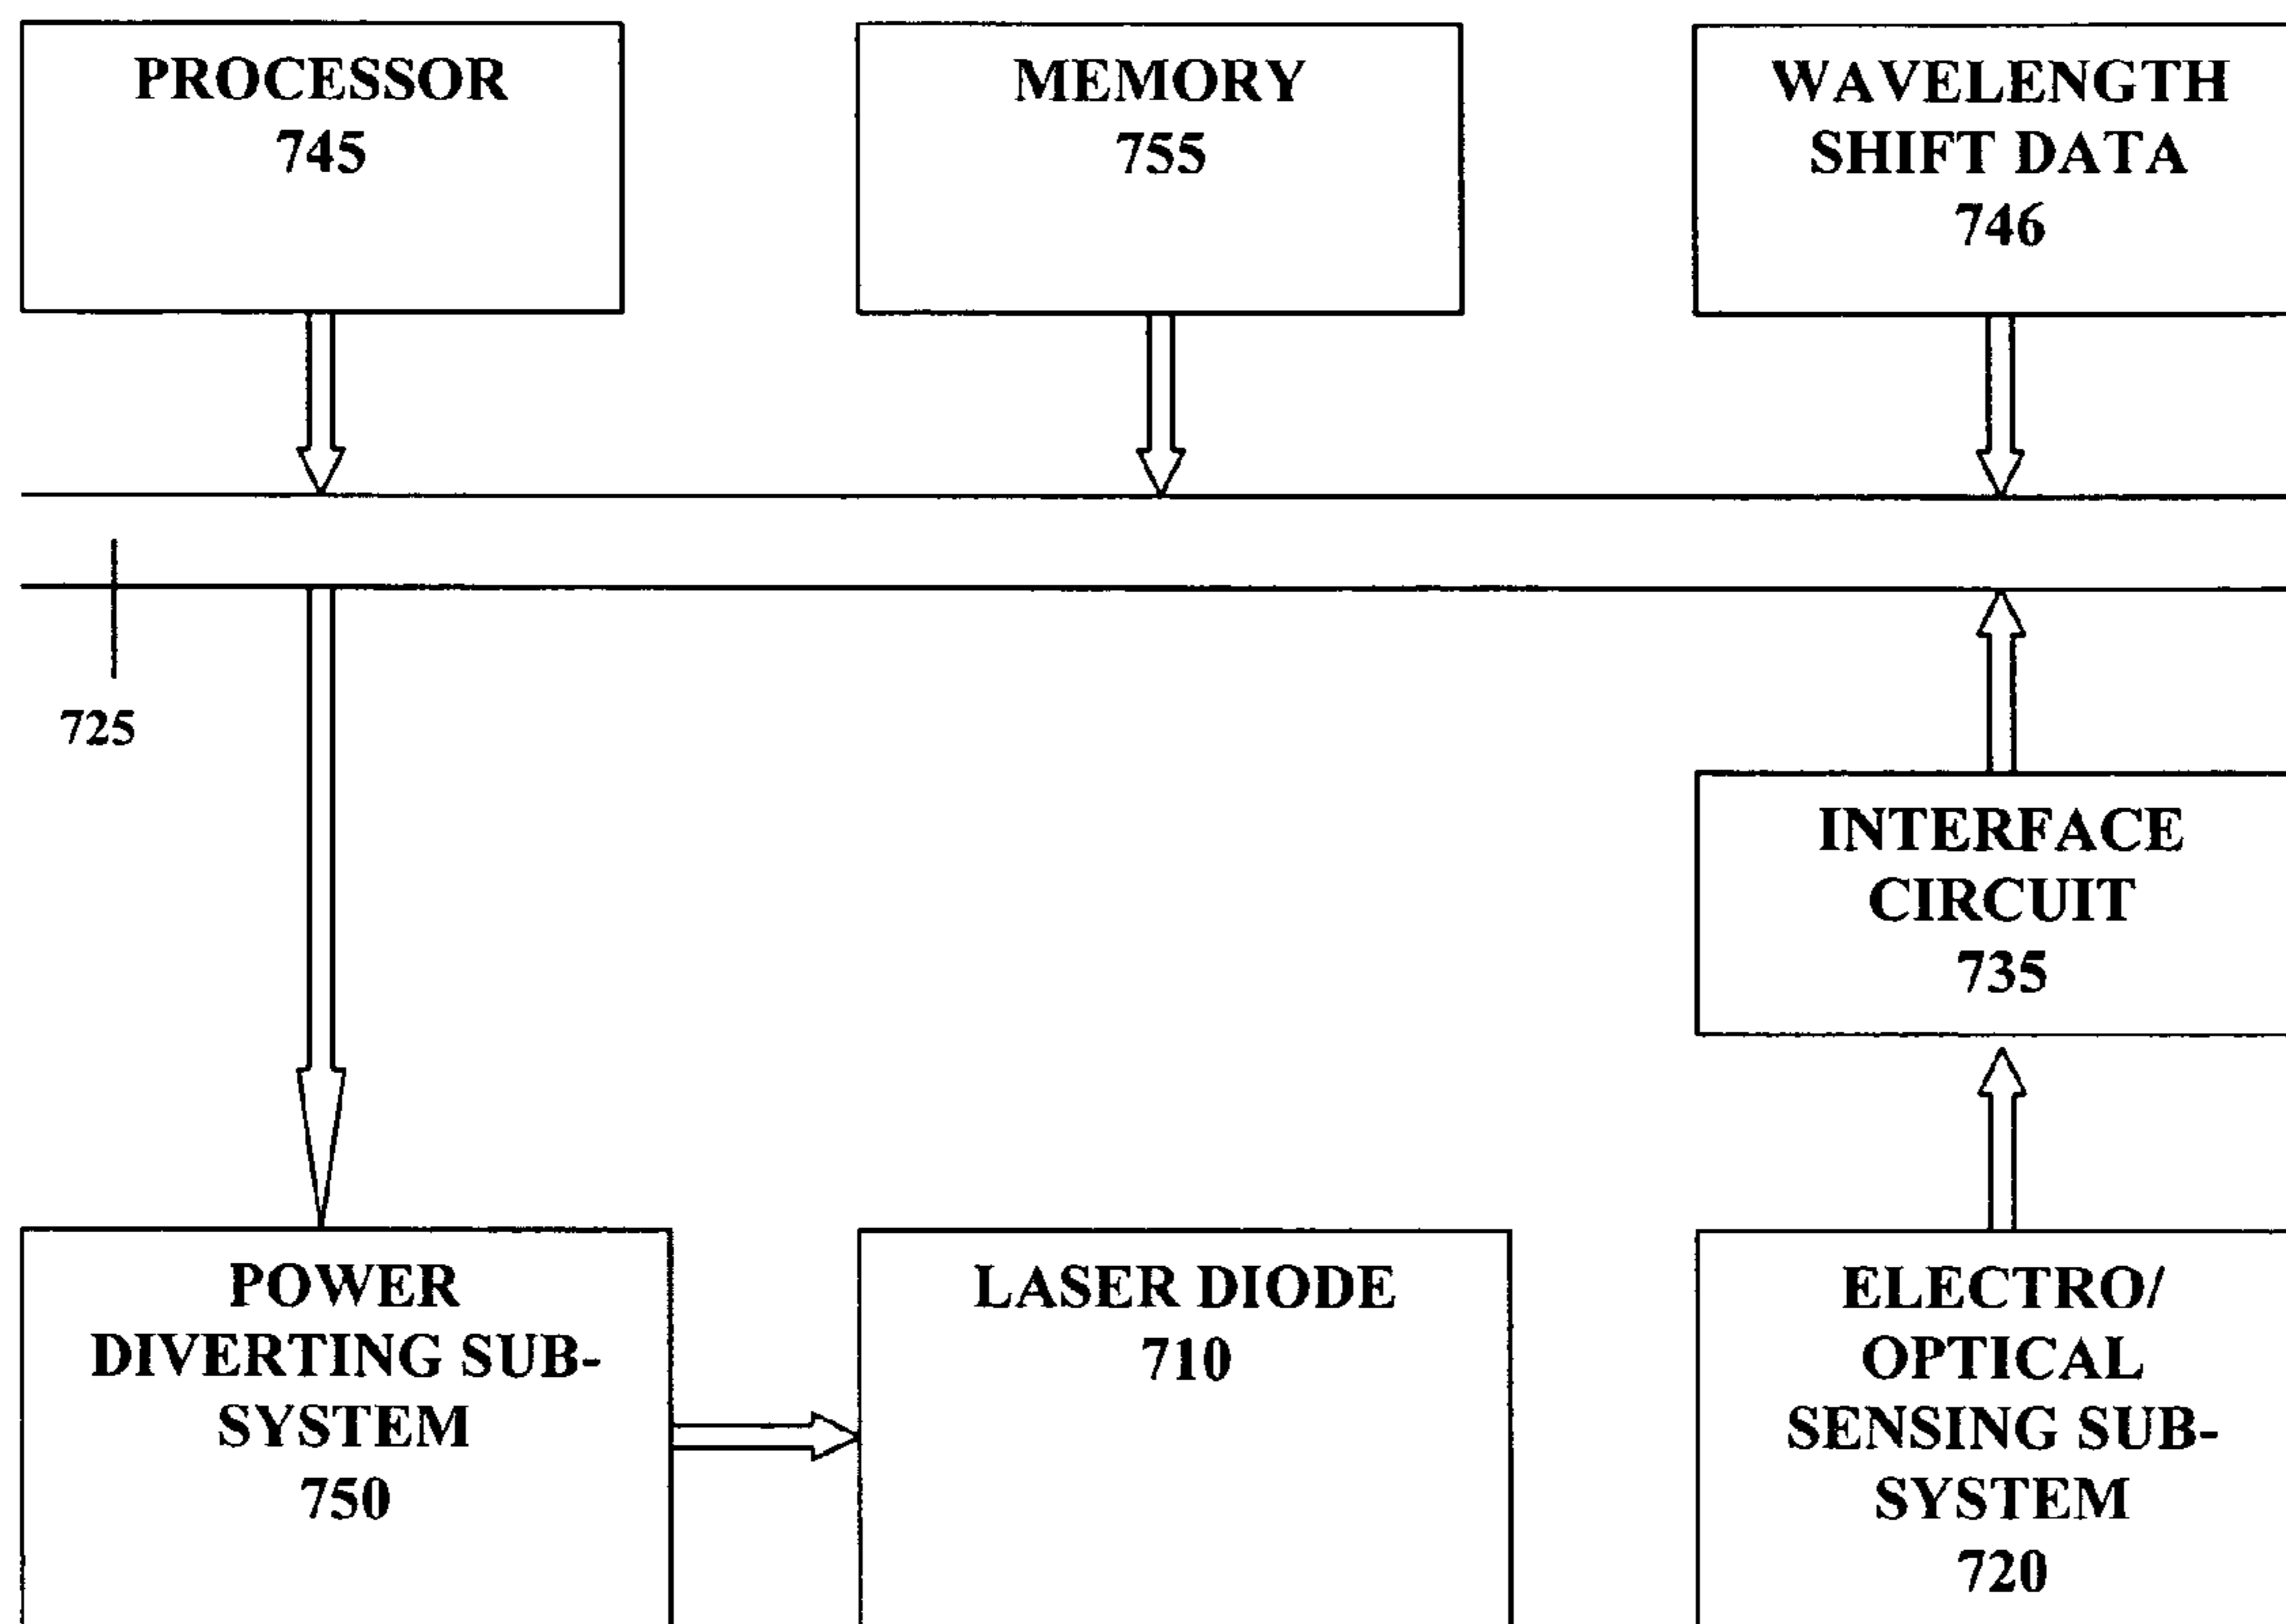 PROCESSOR
745
MEMORY
755
WAVELENGTH
SHIFT DATA
746
725
INTERFACE
CIRCUIT
735
POWER
DIVERTING SUB-
SYSTEM
750
LASER DIODE
710
ELECTRO/
OPTICAL
SENSING SUB-
SYSTEM
720